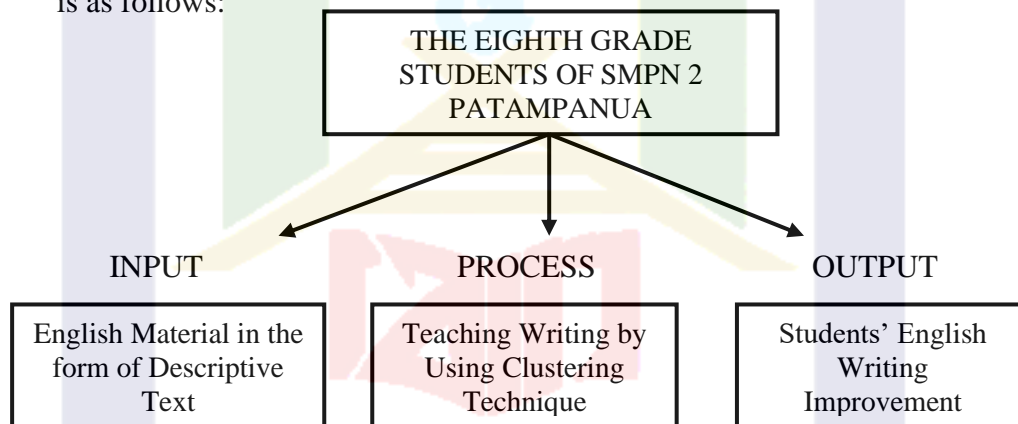 is as follows:
THE EIGHTH GRADE
STUDENTS OF SMPN 2
PATAMPANUA
INPUT
PROCESS
OUTPUT
English Material in the
form of Descriptive
Text
Teaching Writing by
Using Clustering
Technique
Students’ English
Writing
Improvement